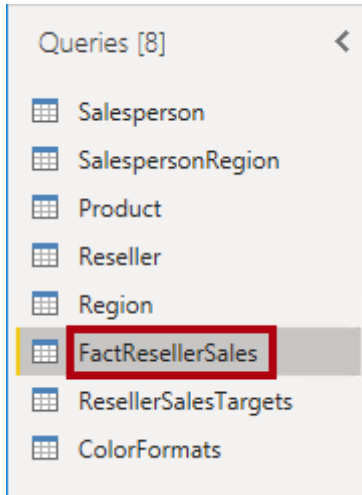 Queries [8]
Salesperson
SalespersonRegion
Product
Reseller
Region
FactResellerSales
ResellerSalesTargets
ColorFormats